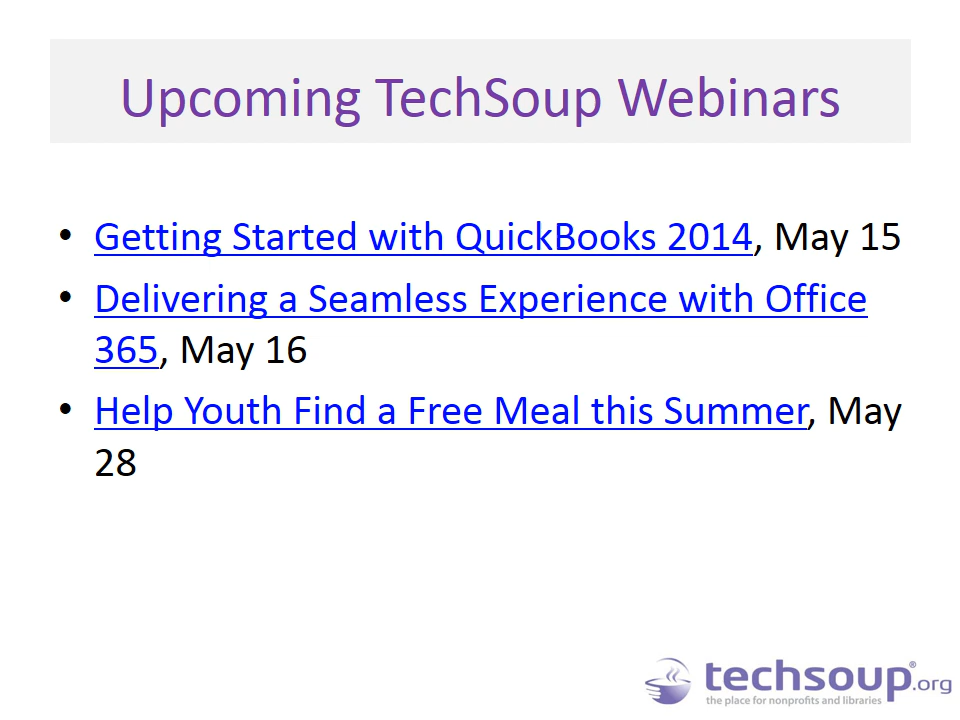 Upcoming TechSoup Webinars
• Getting Started with QuickBooks 2014, May 15
• Delivering a Seamless Experience with Office
365, May 16
• Help Youth Find a Free Meal this Summer, May
28
techsoup®.org
the place for nonprofits and libraries